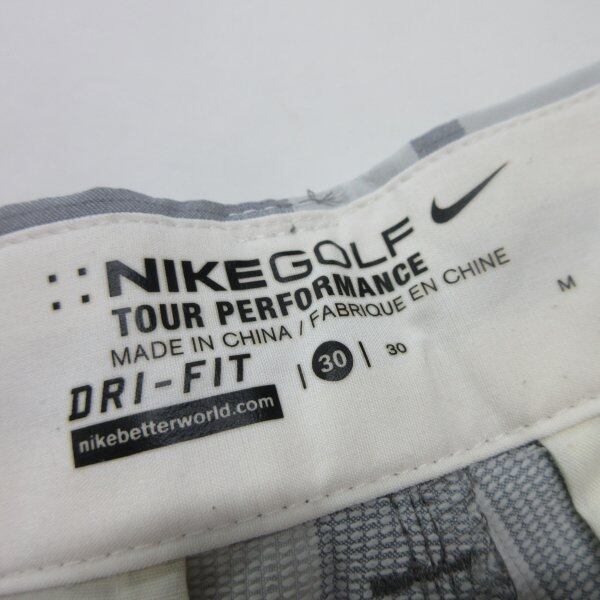 NIKEGOLF
TOUR PERFORMANCE
MADE IN CHINA / FABRIQUE EN CHINE
DRI-FIT | 30 | 30
nikebetterworld.com
M